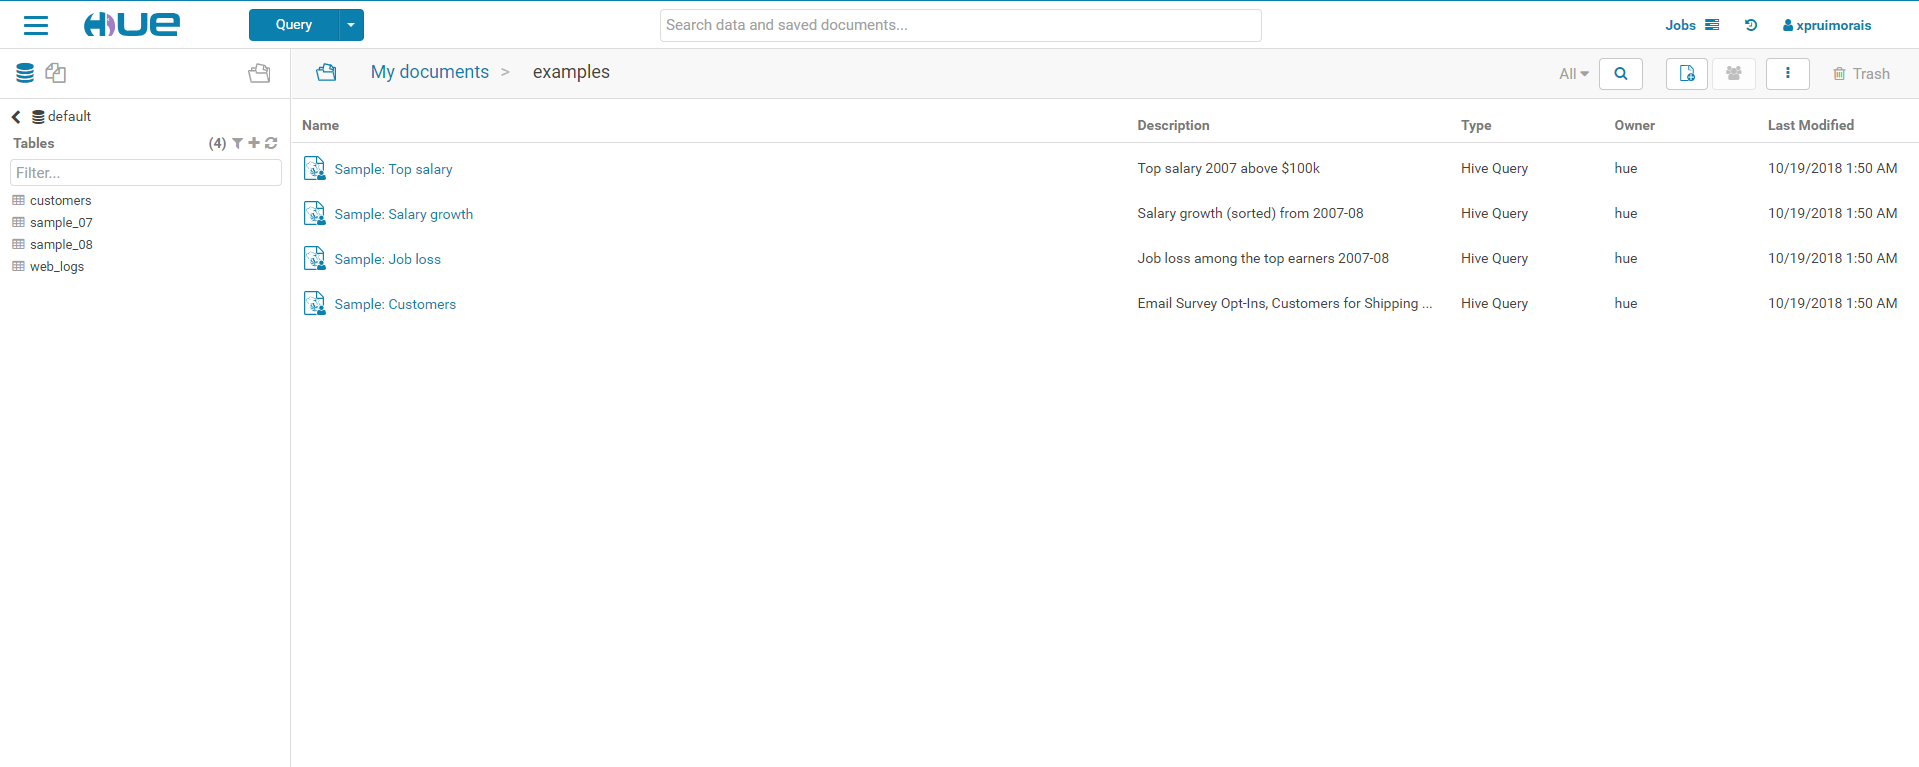 HUE
Query
Search data and saved documents...
Jobs
xpruimorais
My documents > examples
All
Trash
default
Tables (4)
Filter...
customers
sample_07
sample_08
web_logs
Name Description Type Owner Last Modified
Sample: Top salary Top salary 2007 above $100k Hive Query hue 10/19/2018 1:50 AM
Sample: Salary growth Salary growth (sorted) from 2007-08 Hive Query hue 10/19/2018 1:50 AM
Sample: Job loss Job loss among the top earners 2007-08 Hive Query hue 10/19/2018 1:50 AM
Sample: Customers Email Survey Opt-Ins, Customers for Shipping ... Hive Query hue 10/19/2018 1:50 AM